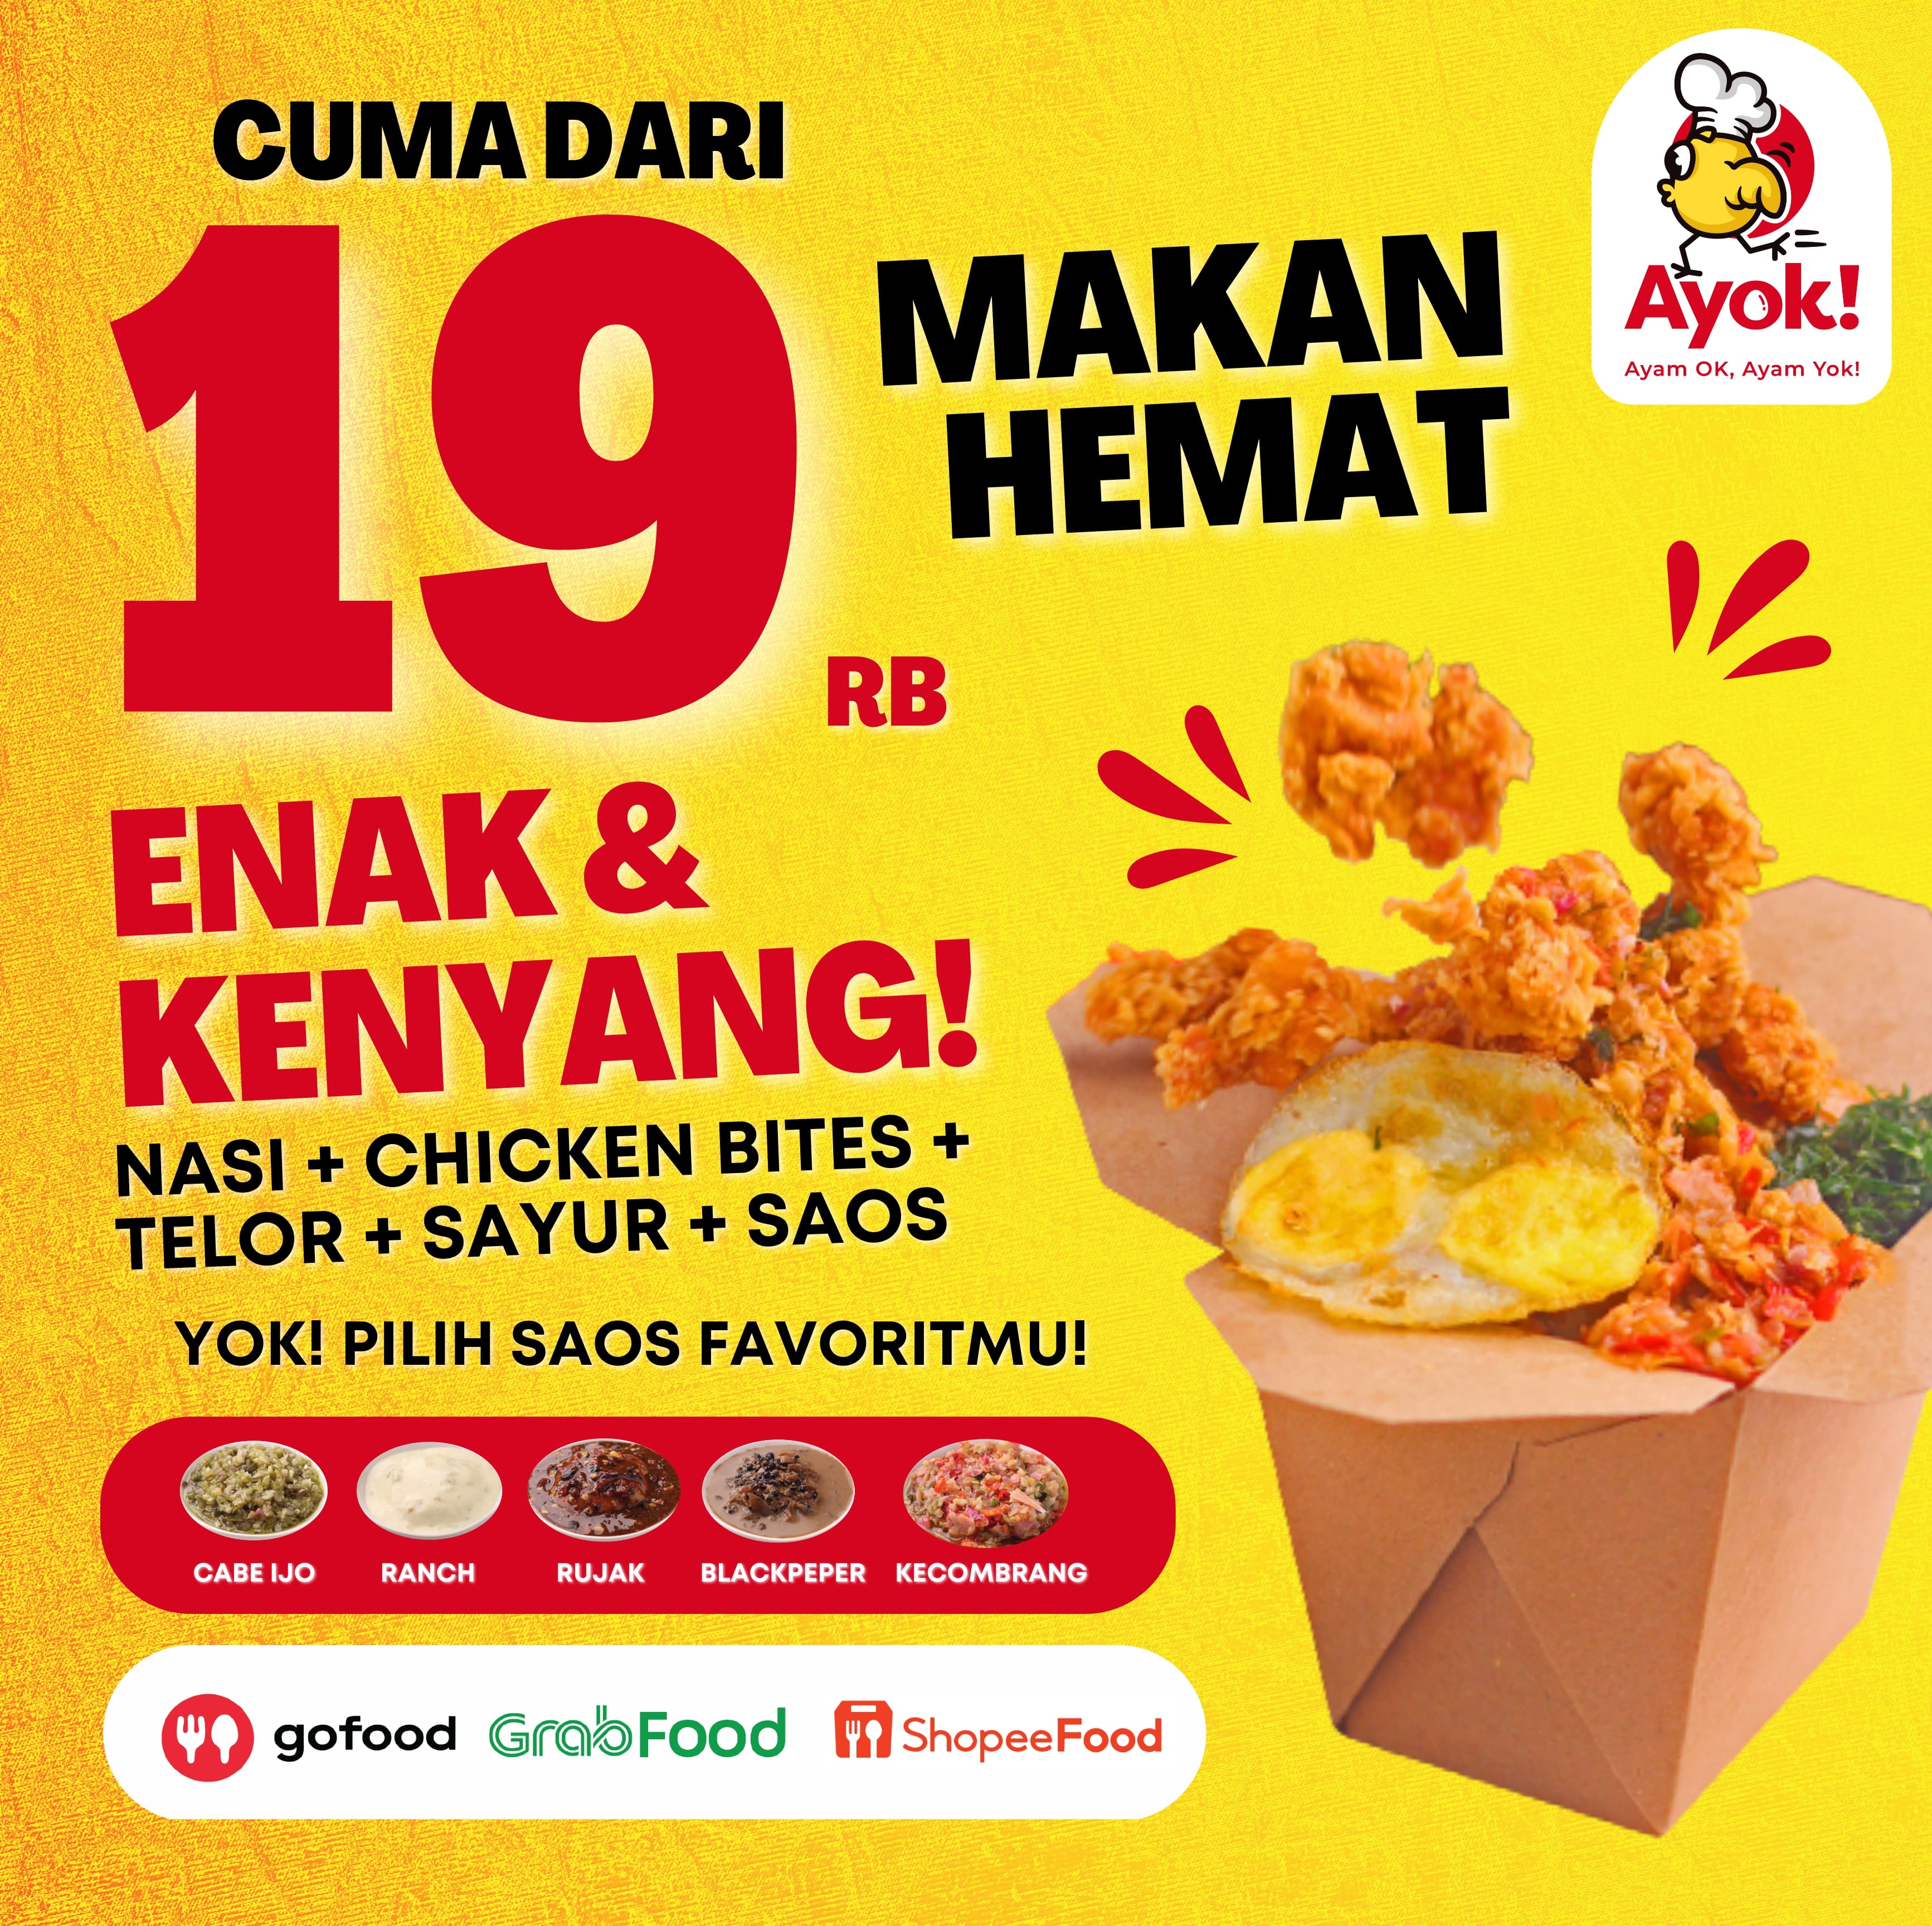 CUMA DARI
19 RB
MAKAN
HEMAT
Ayok!
Ayam OK, Ayam Yok!
ENAK &
KENYANG!
NASI + CHICKEN BITES +
TELOR + SAYUR + SAOS
YOK! PILIH SAOS FAVORITMU!
CABE IJO RANCH RUJAK BLACKPEPER KECOMBRANG
gofood GrabFood ShopeeFood